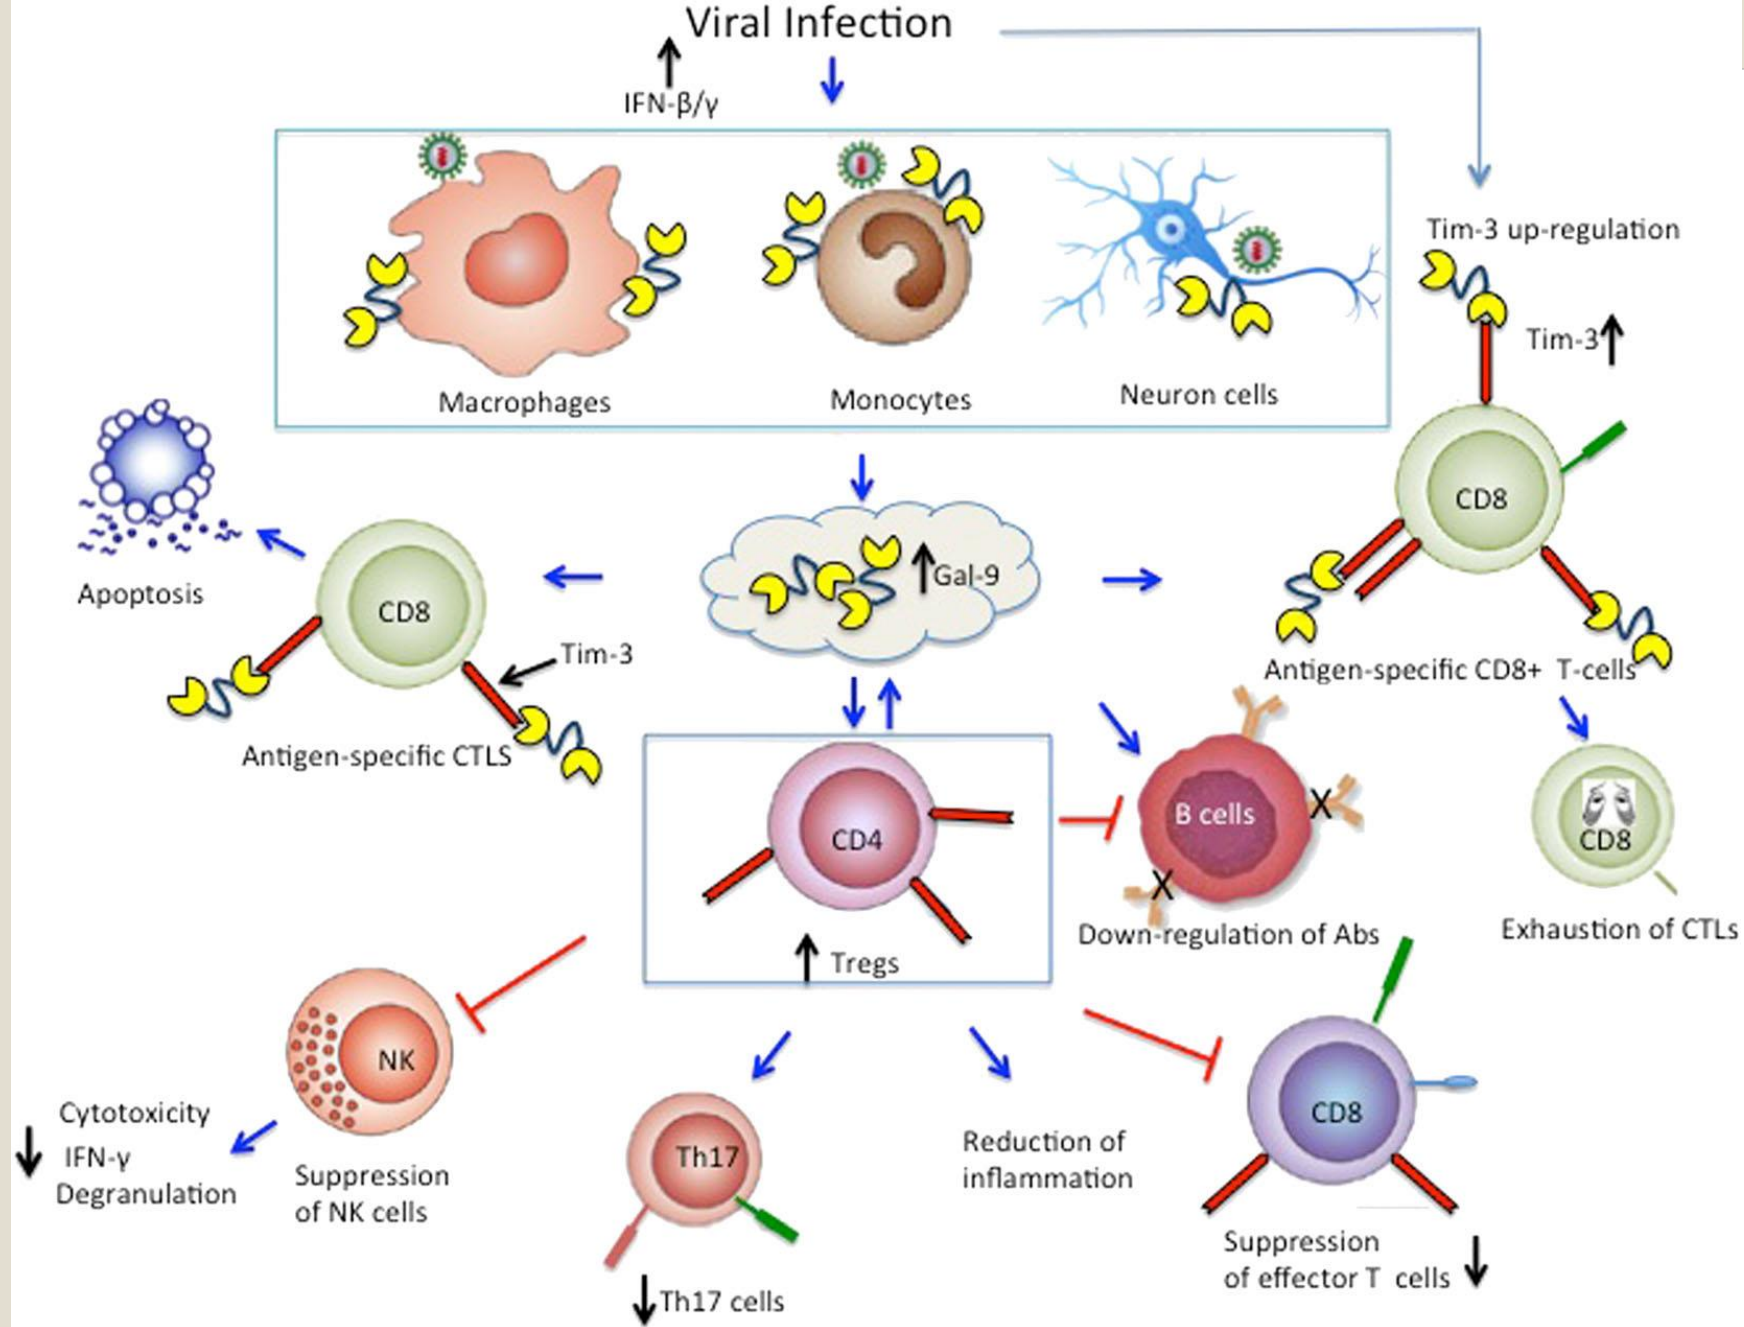 Viral Infection
IFN-β/γ
Tim-3 up-regulation
Tim-3
Macrophages
Monocytes
Neuron cells
CD8
Apoptosis
CD8
Gal-9
Tim-3
Antigen-specific CD8+ T-cells
Antigen-specific CTLS
CD4
Tregs
B cells
X
X
Down-regulation of Abs
CD8
Exhaustion of CTLs
NK
Cytotoxicity
IFN-γ
Degranulation
Suppression
of NK cells
Th17
Th17 cells
Reduction of
inflammation
CD8
Suppression
of effector T cells